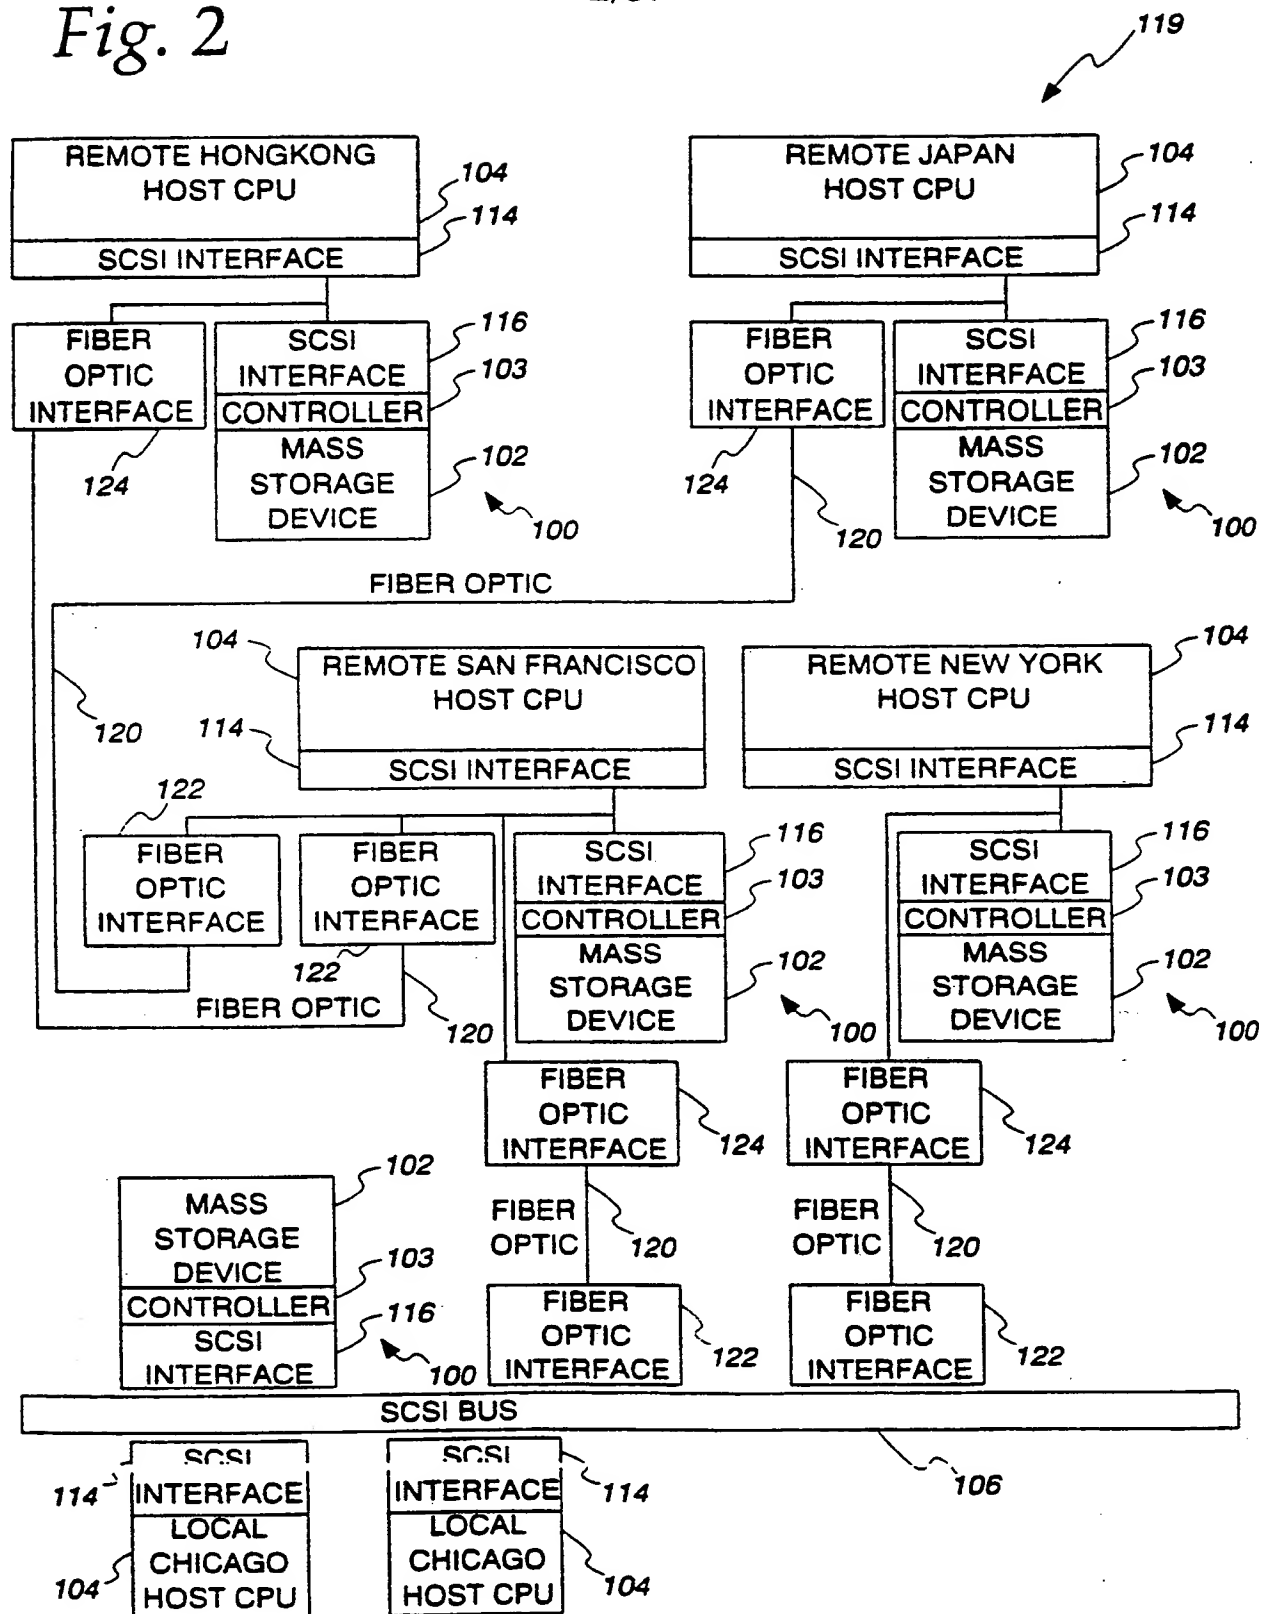 Fig. 2
119
REMOTE HONGKONG
HOST CPU
104
114
SCSI INTERFACE
REMOTE JAPAN
HOST CPU
104
114
SCSI INTERFACE
FIBER
OPTIC
INTERFACE
124
SCSI
INTERFACE
116
CONTROLLER
103
MASS
STORAGE
DEVICE
102
100
FIBER
OPTIC
INTERFACE
124
120
SCSI
INTERFACE
116
CONTROLLER
103
MASS
STORAGE
DEVICE
102
100
FIBER OPTIC
120
104
REMOTE SAN FRANCISCO
HOST CPU
114
SCSI INTERFACE
REMOTE NEW YORK
HOST CPU
104
114
SCSI INTERFACE
122
FIBER
OPTIC
INTERFACE
FIBER
OPTIC
INTERFACE
122
FIBER OPTIC
120
SCSI
INTERFACE
116
CONTROLLER
103
MASS
STORAGE
DEVICE
102
100
SCSI
INTERFACE
116
CONTROLLER
103
MASS
STORAGE
DEVICE
102
100
FIBER
OPTIC
INTERFACE
124
FIBER
OPTIC
INTERFACE
124
FIBER
OPTIC
120
FIBER
OPTIC
120
MASS
STORAGE
DEVICE
102
CONTROLLER
103
SCSI
INTERFACE
116
100
FIBER
OPTIC
INTERFACE
122
FIBER
OPTIC
INTERFACE
122
SCSI BUS
106
SCSI
INTERFACE
114
LOCAL
CHICAGO
HOST CPU
104
SCSI
INTERFACE
114
LOCAL
CHICAGO
HOST CPU
104